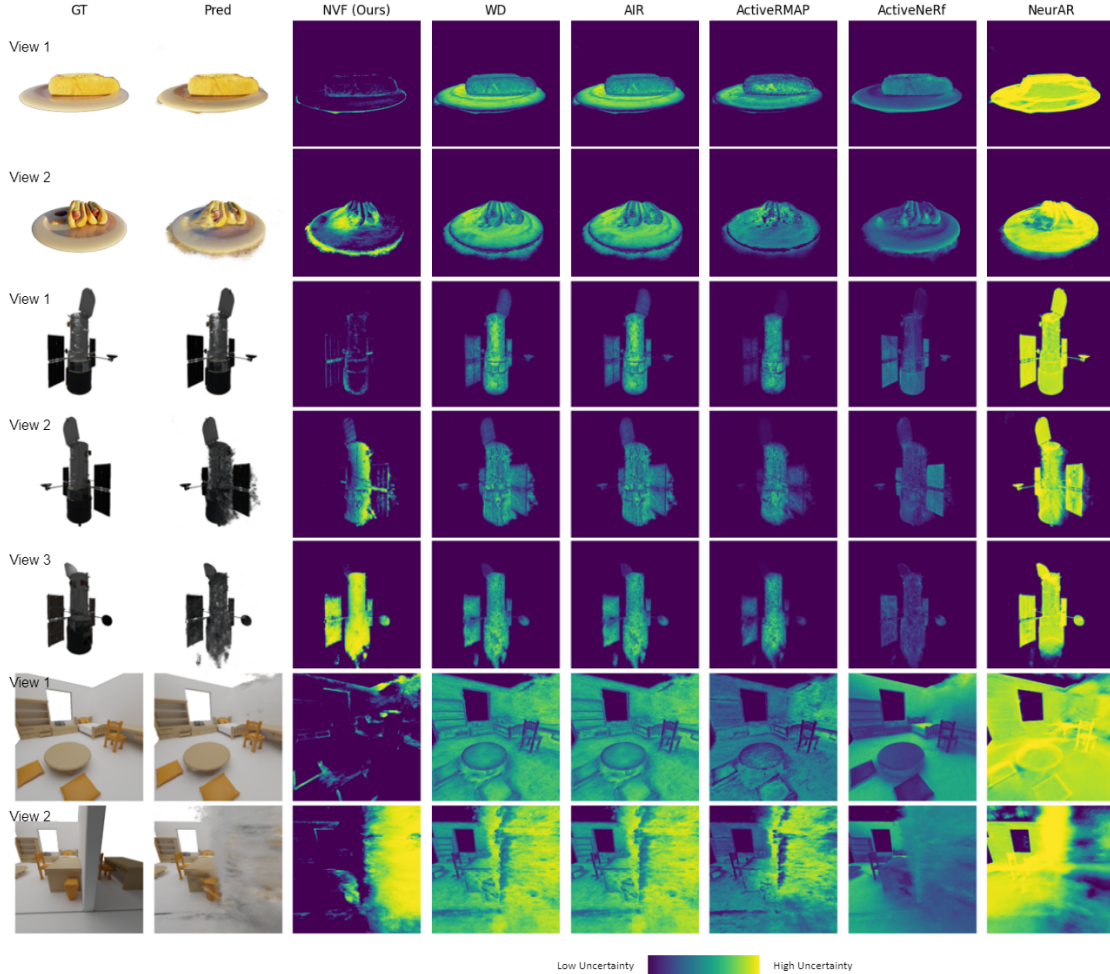 GT Pred NVF (Ours) WD AIR ActiveRMAP ActiveNeRf NeurAR
View 1
View 2
View 1
View 2
View 3
View 1
View 2
Low Uncertainty High Uncertainty